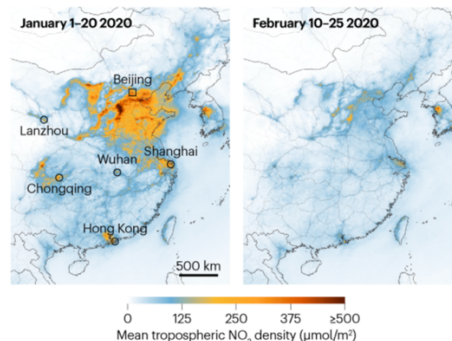 January 1–20 2020
February 10–25 2020
Beijing
Lanzhou
Wuhan
Shanghai
Chongqing
Hong Kong
500 km
0 125 250 375 ≥500
Mean tropospheric NO₂ density (μmol/m²)